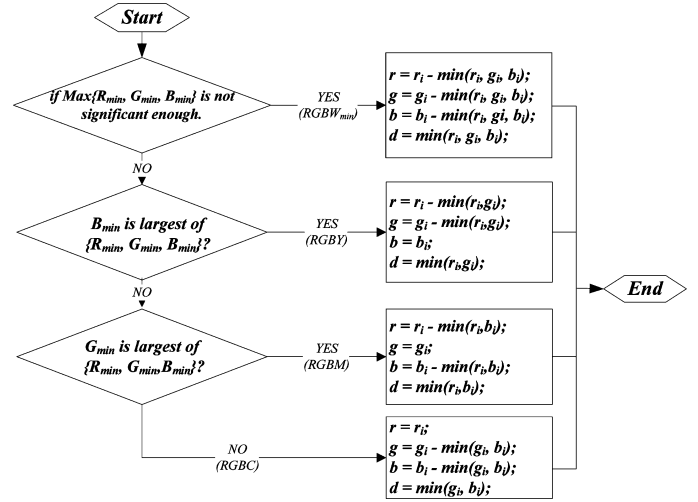 Start
if Max{Rmin, Gmin, Bmin} is not
significant enough.
YES
(RGBWmin)
r = ri - min(ri, gi, bi);
g = gi - min(ri, gi, bi);
b = bi - min(ri, gi, bi);
d = min(ri, gi, bi);
NO
Bmin is largest of
{Rmin, Gmin, Bmin}?
YES
(RGBY)
r = ri - min(ri,gi);
g = gi - min(ri,gi);
b = bi;
d = min(ri,gi);
End
NO
Gmin is largest of
{Rmin, Gmin,Bmin}?
YES
(RGBM)
r = ri - min(ri,bi);
g = gi;
b = bi - min(ri,bi);
d = min(ri,bi);
NO
(RGBC)
r = ri;
g = gi - min(gi, bi);
b = bi - min(gi, bi);
d = min(gi, bi);